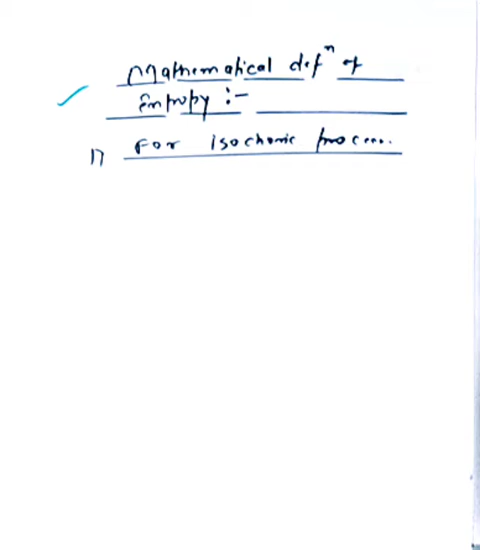 Mathematical defⁿ of
Entropy :-
1) For isochoric process.